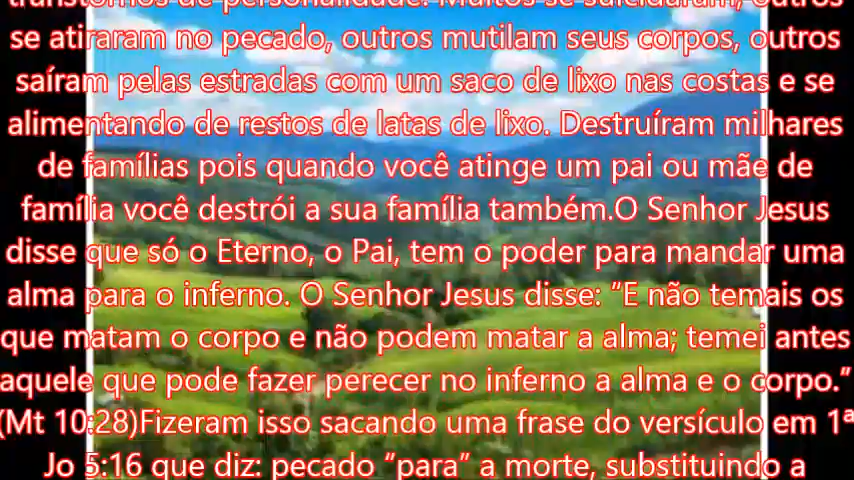 transtornos de personalidade. Muitos se suicidaram, outros
se atiraram no pecado, outros mutilam seus corpos, outros
saíram pelas estradas com um saco de lixo nas costas e se
alimentando de restos de latas de lixo. Destruíram milhares
de famílias pois quando você atinge um pai ou mãe de
família você destrói a sua família também.O Senhor Jesus
disse que só o Eterno, o Pai, tem o poder para mandar uma
alma para o inferno. O Senhor Jesus disse: “E não temais os
que matam o corpo e não podem matar a alma; temei antes
aquele que pode fazer perecer no inferno a alma e o corpo.”
(Mt 10:28)Fizeram isso sacando uma frase do versículo em 1ª
Jo 5:16 que diz: pecado “para” a morte, substituindo a